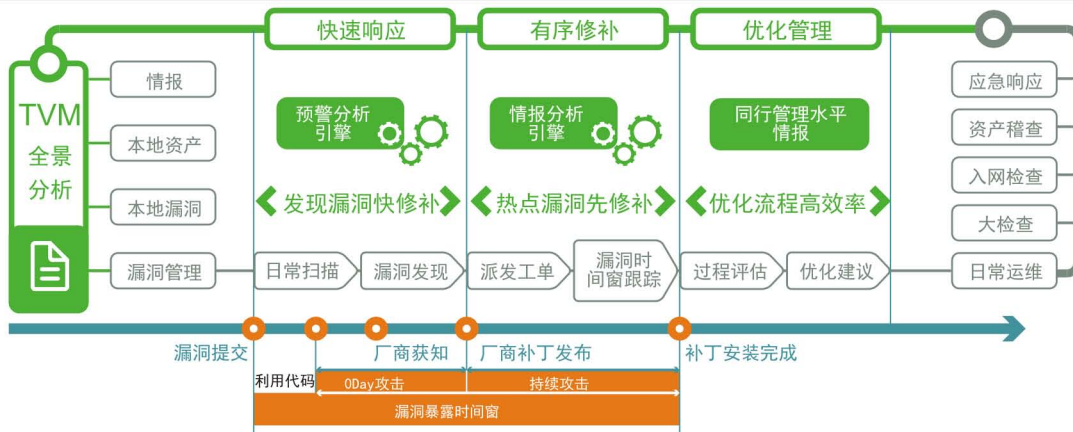 快速响应
有序修补
优化管理
TVM
全景
分析
情报
本地资产
本地漏洞
漏洞管理
预警分析
引擎
情报分析
引擎
同行管理水平
情报
发现漏洞快修补
热点漏洞先修补
优化流程高效率
日常扫描
漏洞发现
派发工单
漏洞时
间窗跟踪
过程评估
优化建议
应急响应
资产稽查
入网检查
大检查
日常运维
漏洞提交
厂商获知
厂商补丁发布
补丁安装完成
利用代码
0Day攻击
持续攻击
漏洞暴露时间窗